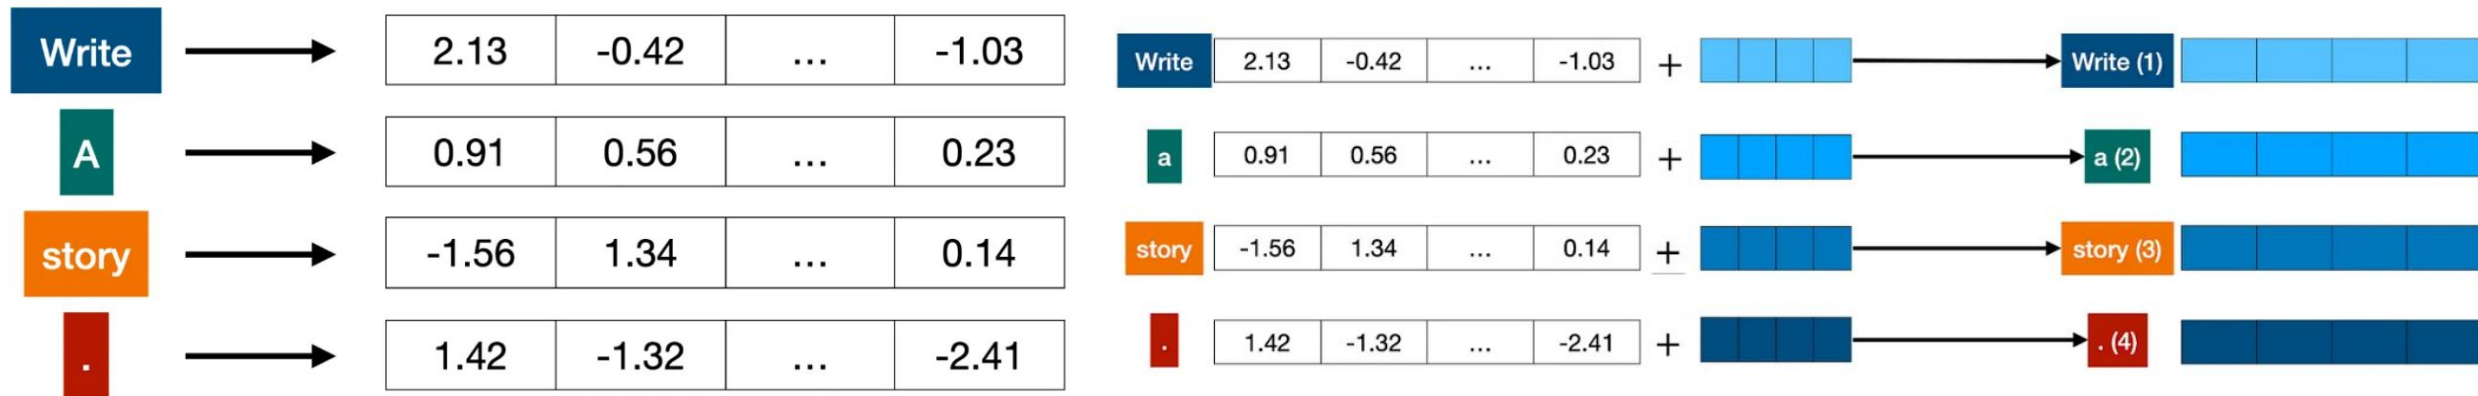 Write 2.13 -0.42 ... -1.03
A 0.91 0.56 ... 0.23
story -1.56 1.34 ... 0.14
. 1.42 -1.32 ... -2.41
Write 2.13 -0.42 ... -1.03 + Write (1)
a 0.91 0.56 ... 0.23 + a (2)
story -1.56 1.34 ... 0.14 + story (3)
. 1.42 -1.32 ... -2.41 + . (4)